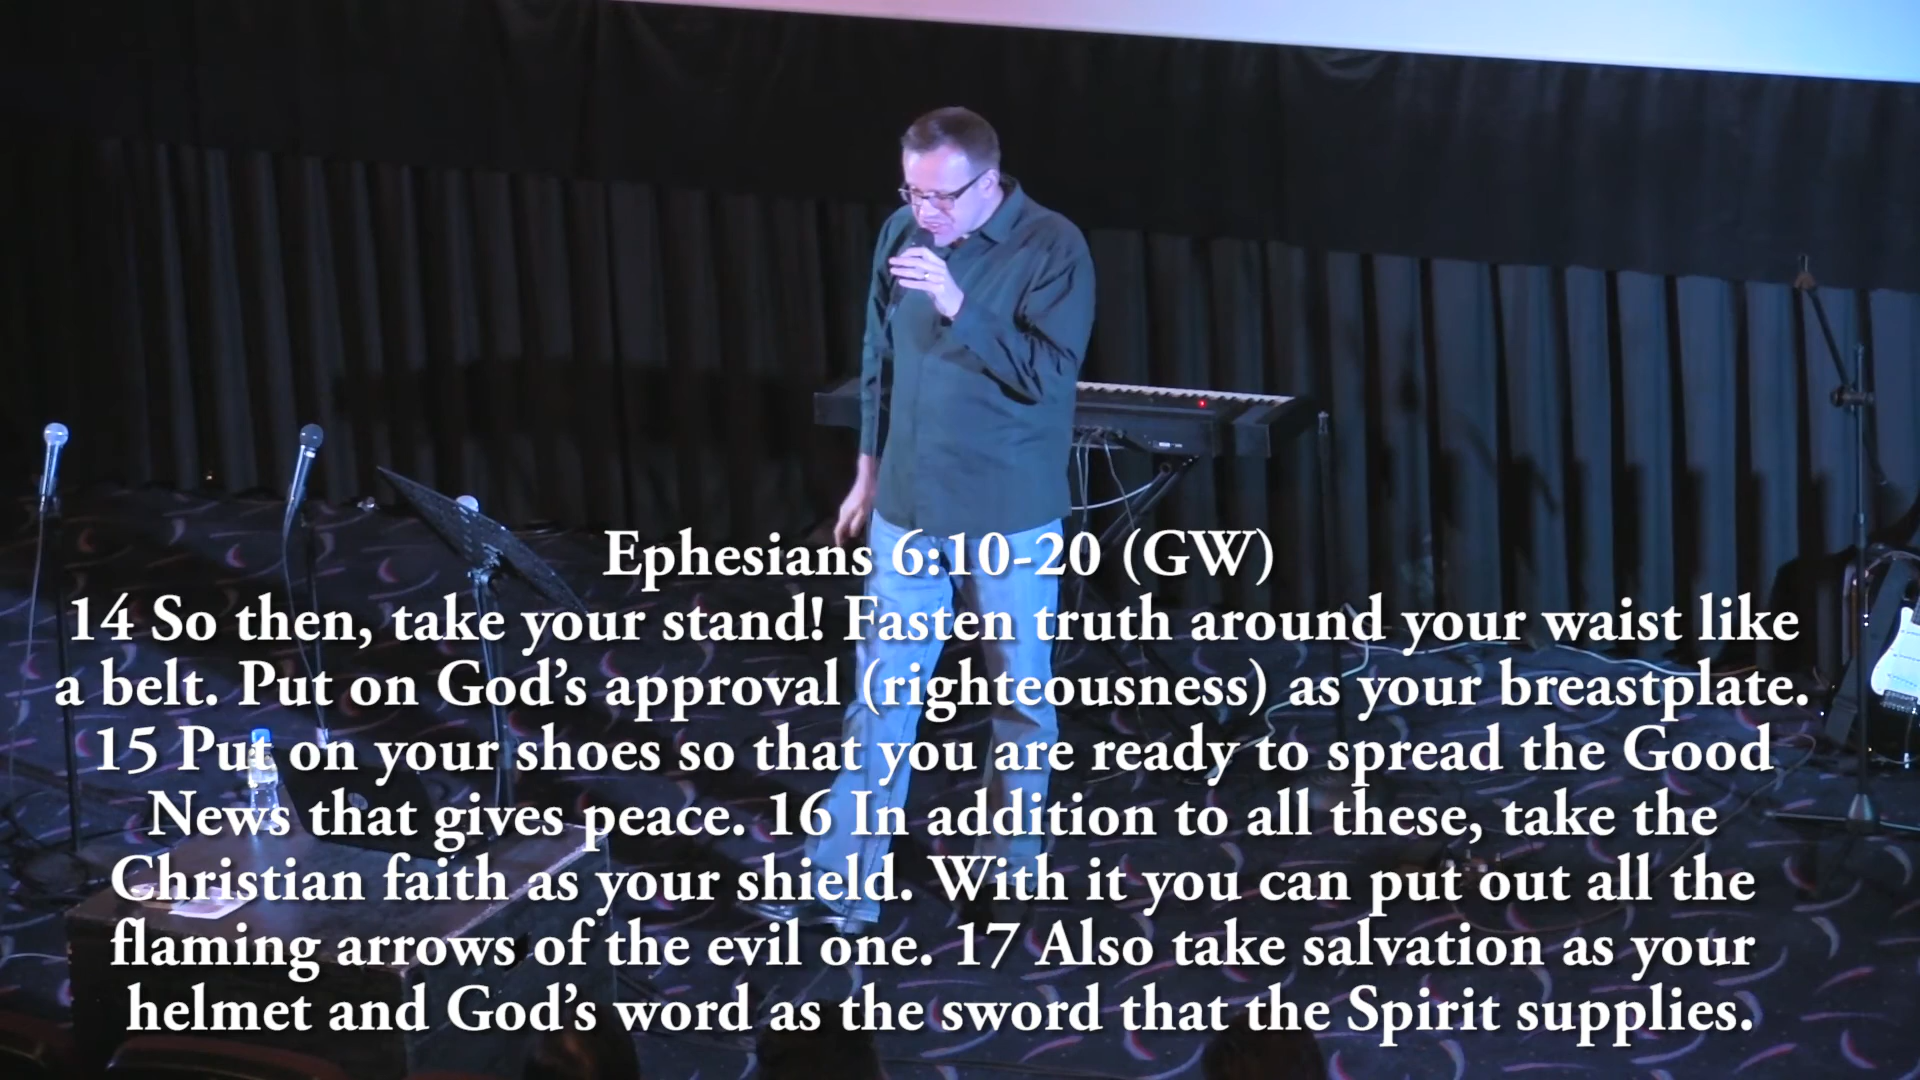 Ephesians 6:10-20 (GW)
14 So then, take your stand! Fasten truth around your waist like
a belt. Put on God’s approval (righteousness) as your breastplate.
15 Put on your shoes so that you are ready to spread the Good
News that gives peace. 16 In addition to all these, take the
Christian faith as your shield. With it you can put out all the
flaming arrows of the evil one. 17 Also take salvation as your
helmet and God’s word as the sword that the Spirit supplies.